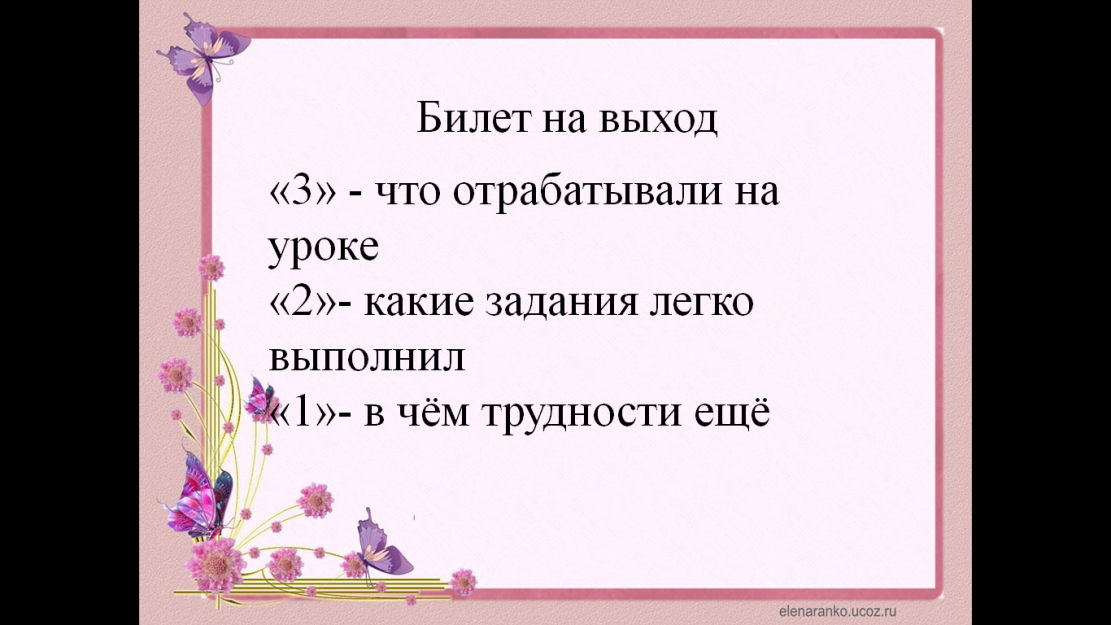 Билет на выход
«3» - что отрабатывали на
уроке
«2»- какие задания легко
выполнил
«1»- в чём трудности ещё
elenaranko.ucoz.ru